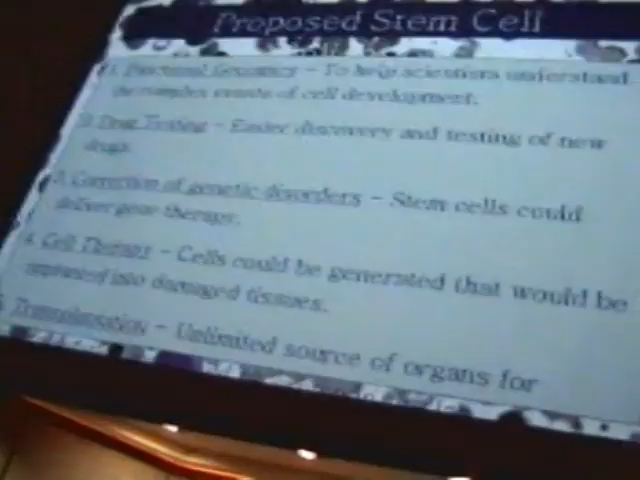 Proposed Stem Cell
1. Functional Genomics - To help scientists understand
the complex events of cell development.
2. Drug Testing - Easier discovery and testing of new
drugs.
3. Correction of genetic disorders - Stem cells could
deliver gene therapy.
4. Cell Therapy - Cells could be generated that would be
into damaged tissues.
5. Transplantation - Unlimited source of organs for